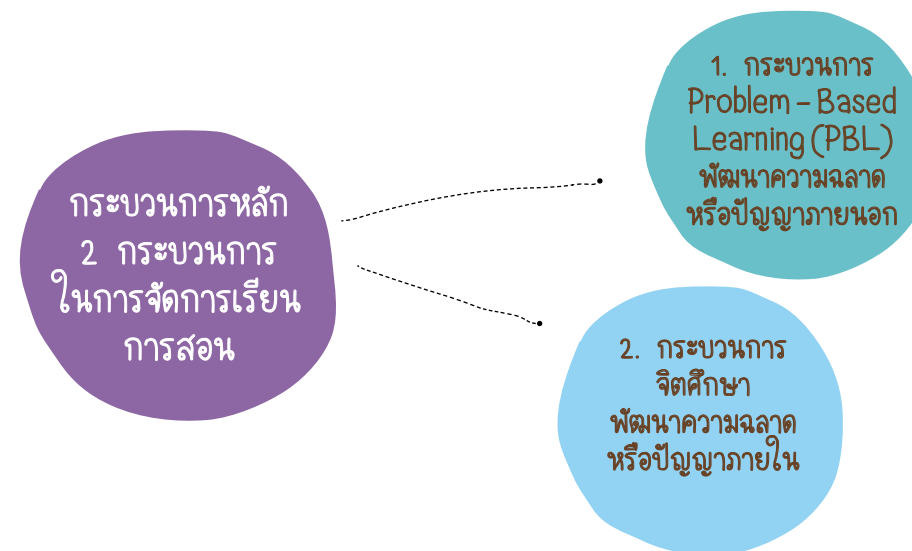 กระบวนการหลัก
2 กระบวนการ
ในการจัดการเรียน
การสอน
1. กระบวนการ
Problem – Based
Learning (PBL)
พัฒนาความฉลาด
หรือปัญญาภายนอก
2. กระบวนการ
จิตศึกษา
พัฒนาความฉลาด
หรือปัญญาภายใน